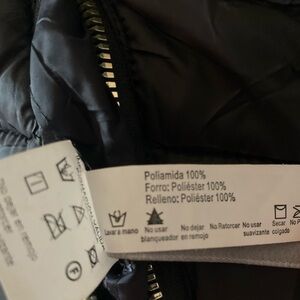 Poliamida 100%
Forro: Poliéster 100%
Relleno: Poliéster 100%
Lavar a mano
No usar blanqueador
No dejar en remojo
No Retorcer
No usar suavizante
Secar colgado